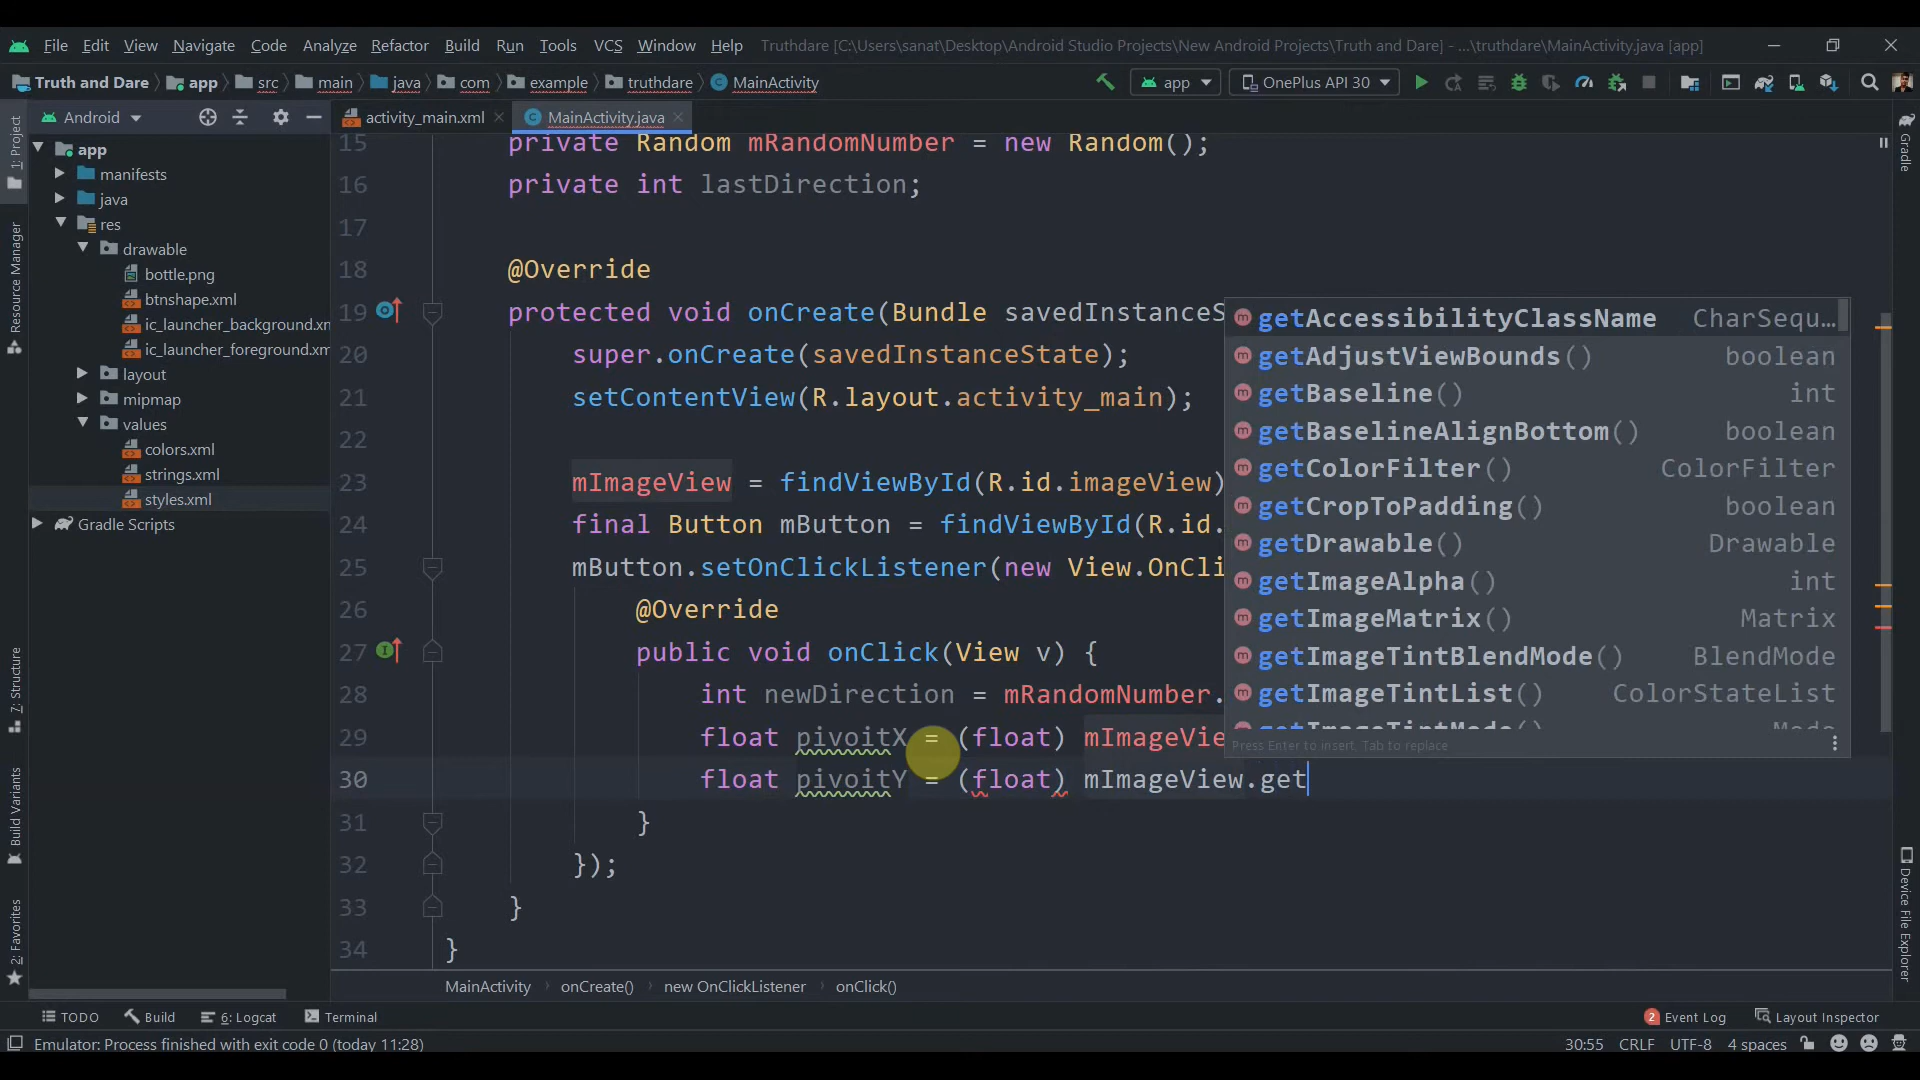 File Edit View Navigate Code Analyze Refactor Build Run Tools VCS Window Help Truthdare [C:\Users\sanat\Desktop\Android Studio Projects\New Android Projects\Truth and Dare] - ...\truthdare\MainActivity.java [app]
Truth and Dare app src main java com example truthdare MainActivity app OnePlus API 30
Android activity_main.xml MainActivity.java
1: Project
Resource Manager
7: Structure
Build Variants
2: Favorites
app
manifests
java
res
drawable
bottle.png
btnshape.xml
ic_launcher_background.xm
ic_launcher_foreground.xm
layout
mipmap
values
colors.xml
strings.xml
styles.xml
Gradle Scripts
15 private Random mRandomNumber = new Random();
16 private int lastDirection;
17
18 @Override
19 protected void onCreate(Bundle savedInstanceS
20 super.onCreate(savedInstanceState);
21 setContentView(R.layout.activity_main);
22
23 mImageView = findViewById(R.id.imageView)
24 final Button mButton = findViewById(R.id.
25 mButton.setOnClickListener(new View.OnCli
26 @Override
27 public void onClick(View v) {
28 int newDirection = mRandomNumber.
29 float pivoitX = (float) mImageVie
30 float pivoitY = (float) mImageView.get
31 }
32 });
33 }
34 }
getAccessibilityClassName CharSequ...
getAdjustViewBounds() boolean
getBaseline() int
getBaselineAlignBottom() boolean
getColorFilter() ColorFilter
getCropToPadding() boolean
getDrawable() Drawable
getImageAlpha() int
getImageMatrix() Matrix
getImageTintBlendMode() BlendMode
getImageTintList() ColorStateList
getImageTintMode() Mode
Press Enter to insert, Tab to replace
Gradle
Device File Explorer
MainActivity onCreate() new OnClickListener onClick()
TODO Build 6: Logcat Terminal 2 Event Log Layout Inspector
Emulator: Process finished with exit code 0 (today 11:28) 30:55 CRLF UTF-8 4 spaces